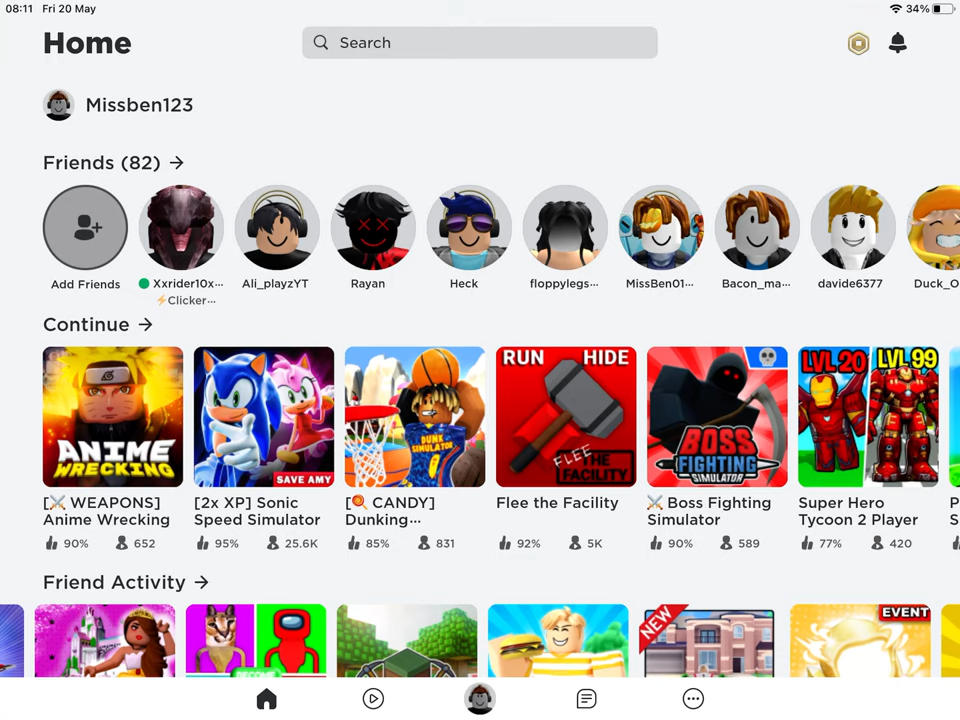 08:11 Fri 20 May 34%
Home
Search
Missben123
Friends (82) →
Add Friends
Xxrider10x···
⚡Clicker···
Ali_playzYT
Rayan
Heck
floppylegs···
MissBen01···
Bacon_ma···
davide6377
Duck_O
Continue →
ANIME
WRECKING
SAVE AMY
DUNK
SIMULATOR
RUN HIDE
FLEE THE
FACILITY
BOSS
FIGHTING
SIMULATOR
LVL 20 LVL 99
[⚔️ WEAPONS]
Anime Wrecking
90% 652
[2x XP] Sonic
Speed Simulator
95% 25.6K
[🍭 CANDY]
Dunking···
85% 831
Flee the Facility
92% 5K
⚔️ Boss Fighting
Simulator
90% 589
Super Hero
Tycoon 2 Player
77% 420
Friend Activity →
NEW
EVENT